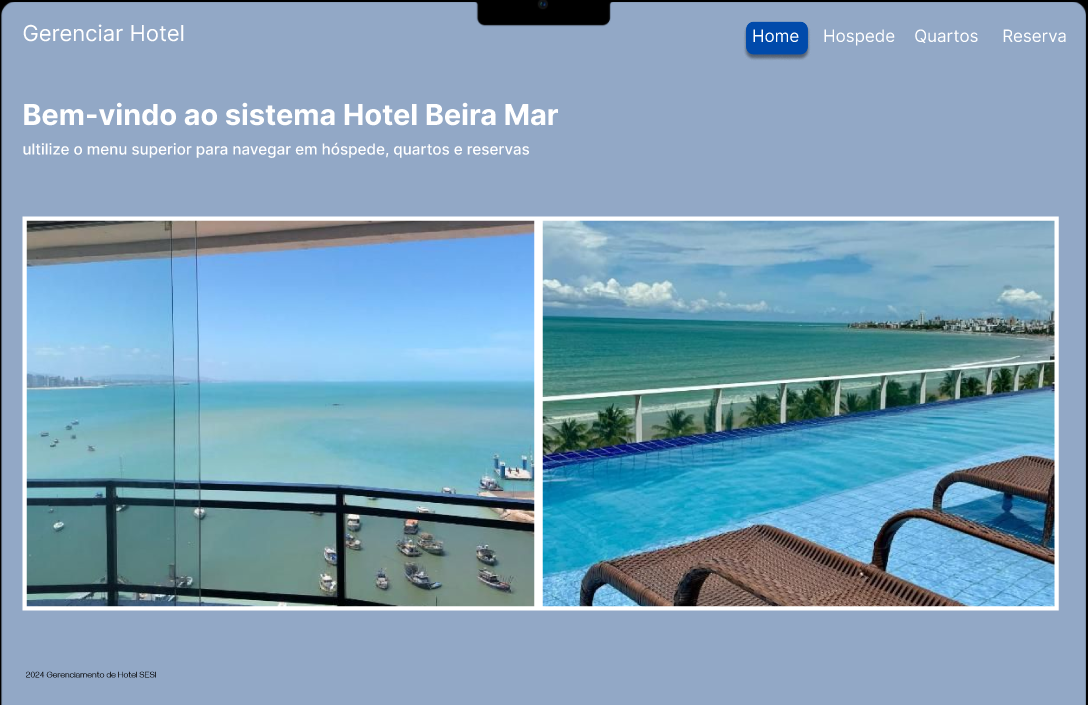 Gerenciar Hotel
Home Hospede Quartos Reserva
Bem-vindo ao sistema Hotel Beira Mar
ultilize o menu superior para navegar em hóspede, quartos e reservas
2024 Gerenciamento de Hotel SESI